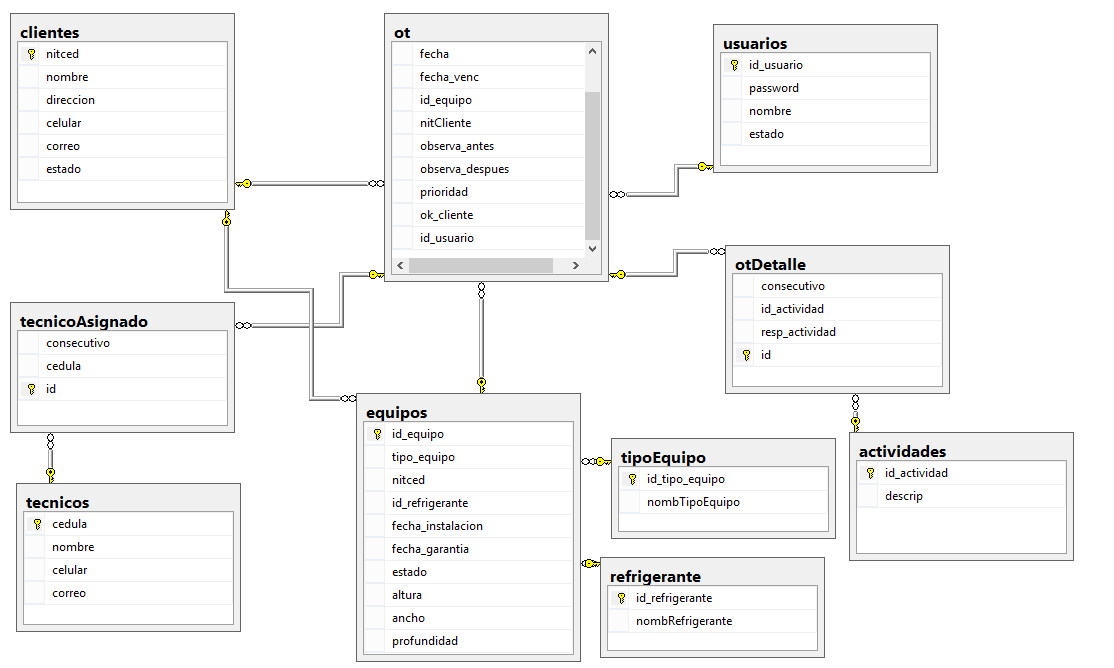 clientes
nitced
nombre
direccion
celular
correo
estado
ot
fecha
fecha_venc
id_equipo
nitCliente
observa_antes
observa_despues
prioridad
ok_cliente
id_usuario
usuarios
id_usuario
password
nombre
estado
otDetalle
consecutivo
id_actividad
resp_actividad
id
tecnicoAsignado
consecutivo
cedula
id
tecnicos
cedula
nombre
celular
correo
equipos
id_equipo
tipo_equipo
nitced
id_refrigerante
fecha_instalacion
fecha_garantia
estado
altura
ancho
profundidad
tipoEquipo
id_tipo_equipo
nombTipoEquipo
actividades
id_actividad
descrip
refrigerante
id_refrigerante
nombRefrigerante